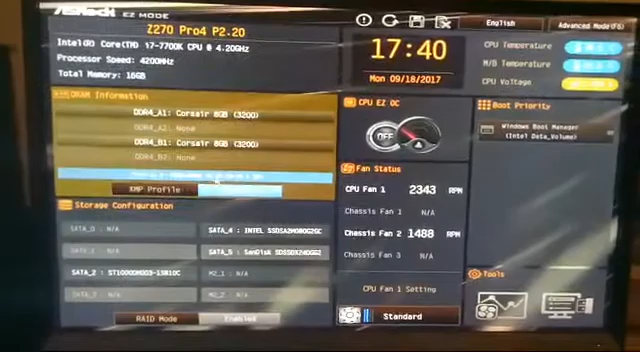 ASRock EZ MODE
English
Advanced Mode(F6)
Z270 Pro4 P2.20
Intel(R) Core(TM) i7-7700K CPU @ 4.20GHz
Processor Speed: 4200MHz
Total Memory: 16GB
17:40
Mon 09/18/2017
CPU Temperature
M/B Temperature
CPU Voltage
DRAM Information
DDR4_A1: Corsair 8GB (3200)
DDR4_A2: None
DDR4_B1: Corsair 8GB (3200)
DDR4_B2: None
XMP Profile
CPU EZ OC
OFF
Boot Priority
Windows Boot Manager
(Intel Data_Volume)
Fan Status
CPU Fan 1 2343 RPM
Chassis Fan 1 N/A
Chassis Fan 2 1488 RPM
Chassis Fan 3 N/A
CPU Fan 1 Setting
Standard
Storage Configuration
SATA_0 : N/A
SATA_4 : INTEL
SATA_1 : N/A
SATA_5 : SanDisk
SATA_2 :
M2_1 : N/A
SATA_3 : N/A
M2_2 : N/A
RAID Mode
Enabled
Tools